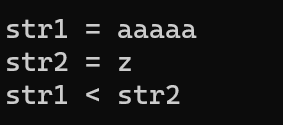 str1 = aaaaa
str2 = z
str1 < str2